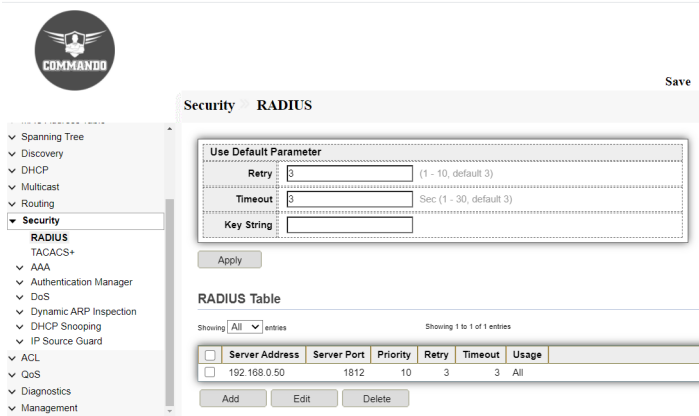 COMMANDO
Save
Security RADIUS
Spanning Tree
Discovery
DHCP
Multicast
Routing
Security
RADIUS
TACACS+
AAA
Authentication Manager
DoS
Dynamic ARP Inspection
DHCP Snooping
IP Source Guard
ACL
QoS
Diagnostics
Management
Use Default Parameter
Retry 3 (1 - 10, default 3)
Timeout 3 Sec (1 - 30, default 3)
Key String
Apply
RADIUS Table
Showing All entries Showing 1 to 1 of 1 entries
Server Address Server Port Priority Retry Timeout Usage
192.168.0.50 1812 10 3 3 All
Add Edit Delete